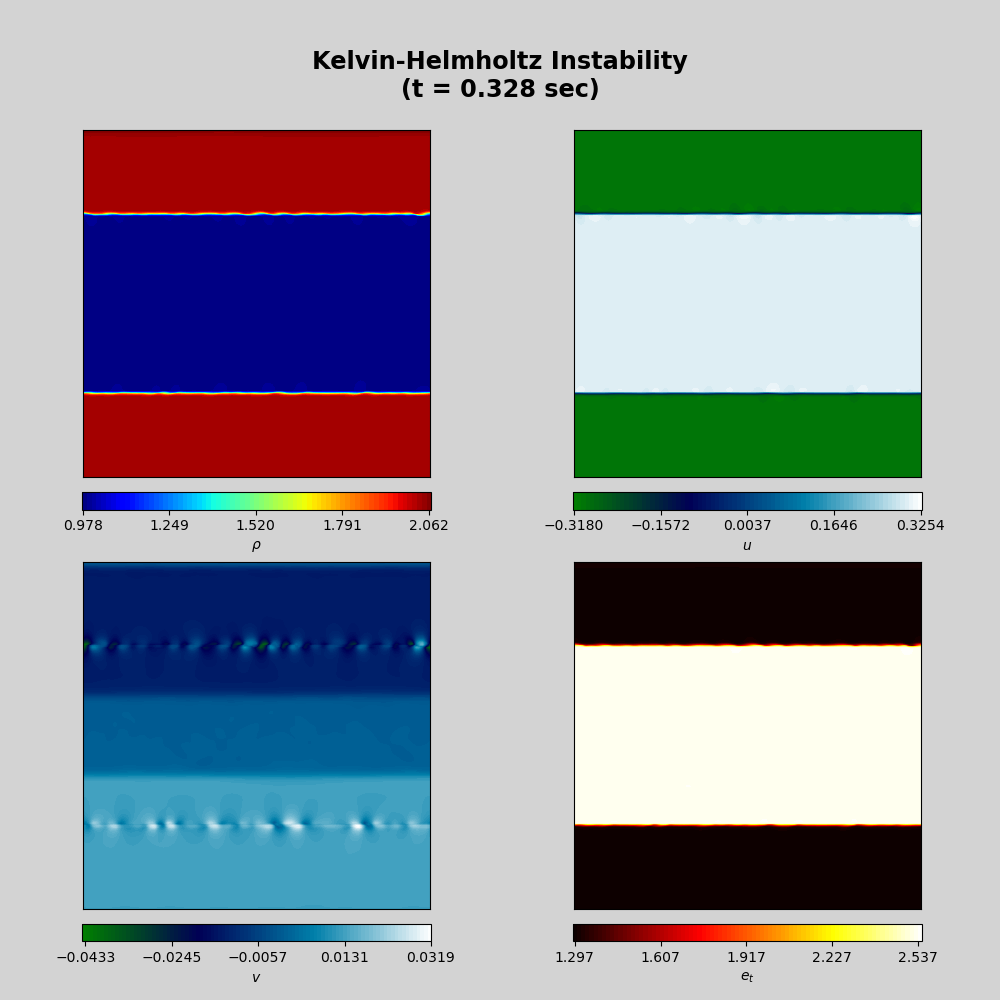 Kelvin-Helmholtz Instability
(t = 0.328 sec)
0.978 1.249 1.520 1.791 2.062
ρ
−0.3180 −0.1572 0.0037 0.1646 0.3254
u
−0.0433 −0.0245 −0.0057 0.0131 0.0319
v
1.297 1.607 1.917 2.227 2.537
eₜ